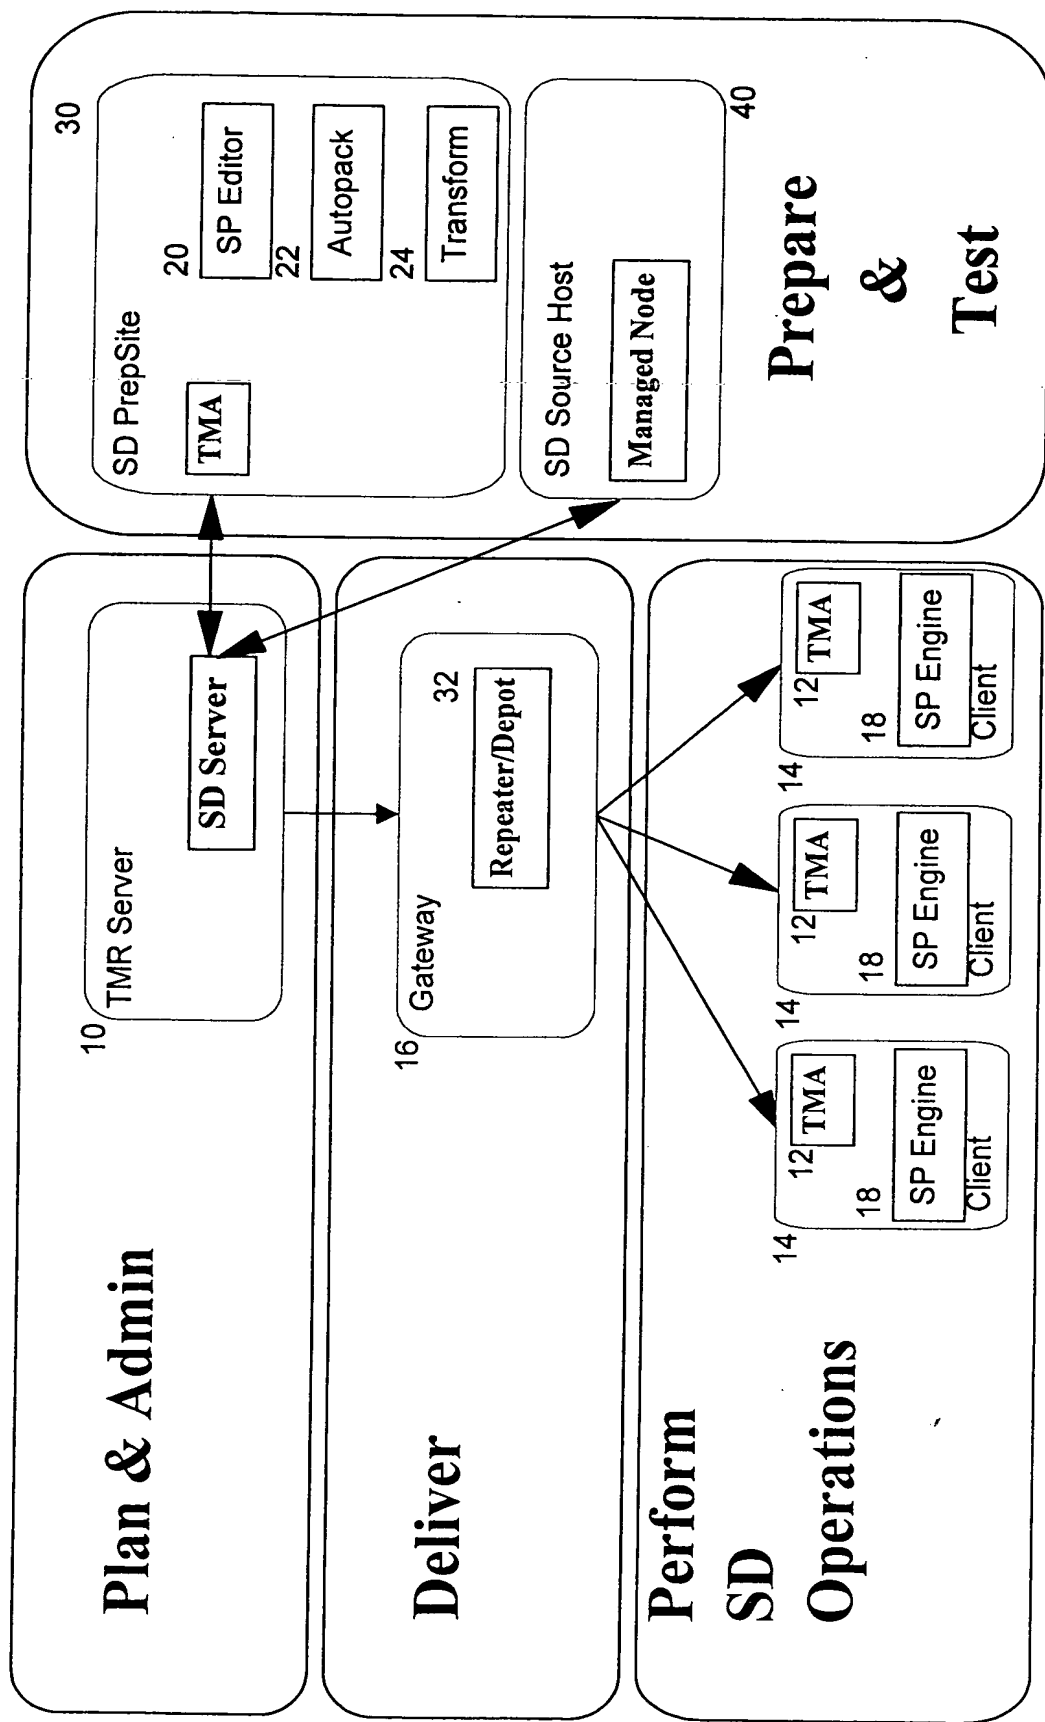 Plan & Admin
10
TMR Server
SD Server
Deliver
16
Gateway
32
Repeater/Depot
Perform
SD
Operations
14
12
TMA
18
SP Engine
Client
14
12
TMA
18
SP Engine
Client
14
12
TMA
18
SP Engine
Client
30
SD PrepSite
TMA
20
SP Editor
22
Autopack
24
Transform
SD Source Host
Managed Node
40
Prepare
&
Test